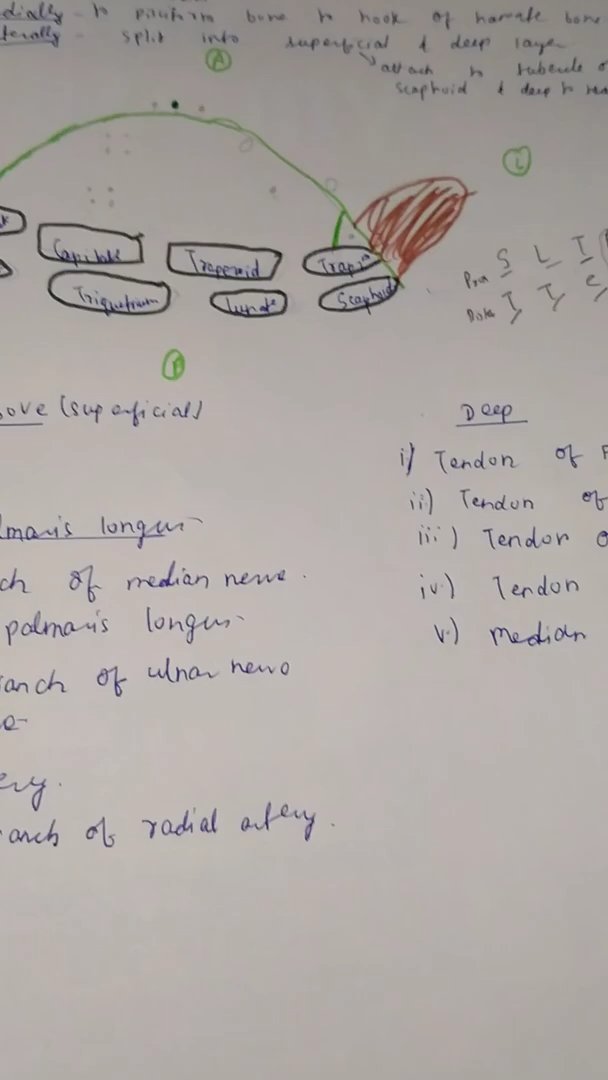 dially - to pisiform bone to hook of hamate bone
terally - split into superficial & deep layer
attach to tubercle
scaphoid & deep to
A
L
Capitate Trapezoid
Triquetrum Lunate Scaphoid
S L T
P
ove (superficial)
Deep
i) Tendon of F
ii) Tendon of
lmaris longus
iii) Tendon o
ch of median nerve.
iv.) Tendon
palmaris longus
v.) median
anch of ulnar nerve
ery.
anch of radial artery.